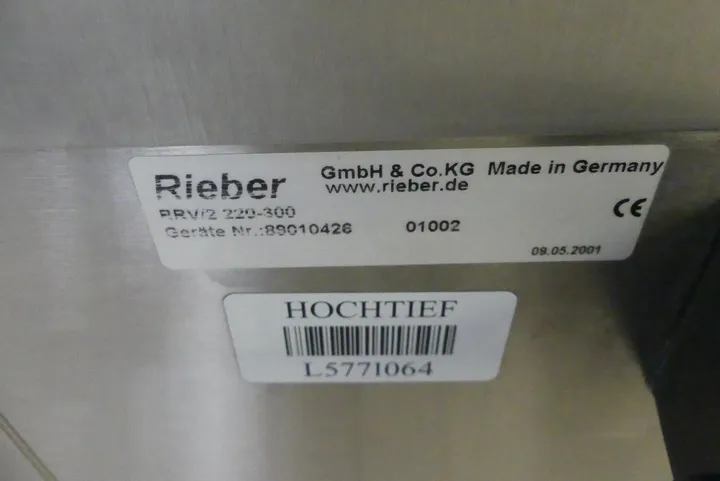 Rieber GmbH & Co.KG Made in Germany
www.rieber.de
RRV/2 220-300
Geräte Nr.:89010426 01002
09.05.2001
CE
HOCHTIEF
L5771064